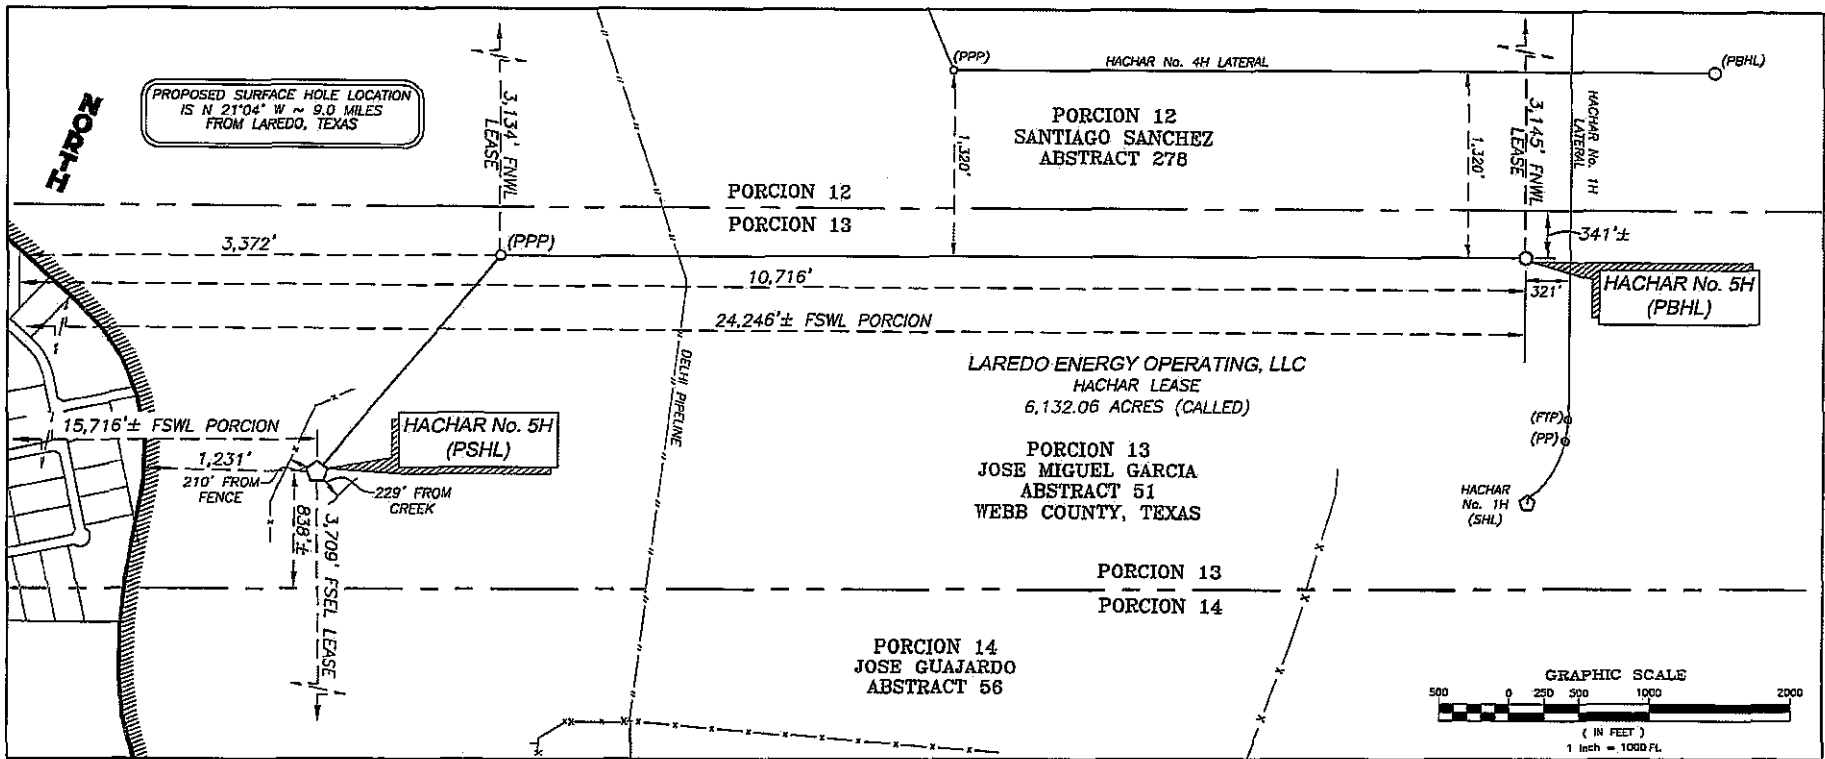 NORTH
PROPOSED SURFACE HOLE LOCATION
IS N 21°04' W ~ 9.0 MILES
FROM LAREDO, TEXAS
3,134' FNWL
LEASE
(PPP)
HACHAR No. 4H LATERAL
(PBHL)
1,320'
PORCION 12
SANTIAGO SANCHEZ
ABSTRACT 278
1,320'
3,145' FNWL
LEASE
HACHAR No. 1H
LATERAL
PORCION 12
PORCION 13
3,372'
(PPP)
341'±
10,716'
321'
HACHAR No. 5H
(PBHL)
24,246'± FSWL PORCION
DELHI PIPELINE
LAREDO ENERGY OPERATING, LLC
HACHAR LEASE
6,132.06 ACRES (CALLED)
15,716'± FSWL PORCION
HACHAR No. 5H
(PSHL)
1,231'
210' FROM
FENCE
229' FROM
CREEK
838'±
3,709' FSEL LEASE
PORCION 13
JOSE MIGUEL GARCIA
ABSTRACT 51
WEBB COUNTY, TEXAS
(FTP)
(PP)
HACHAR
No. 1H
(SHL)
PORCION 13
PORCION 14
PORCION 14
JOSE GUAJARDO
ABSTRACT 56
GRAPHIC SCALE
500 0 250 500 1000 2000
( IN FEET )
1 inch = 1000 Ft.